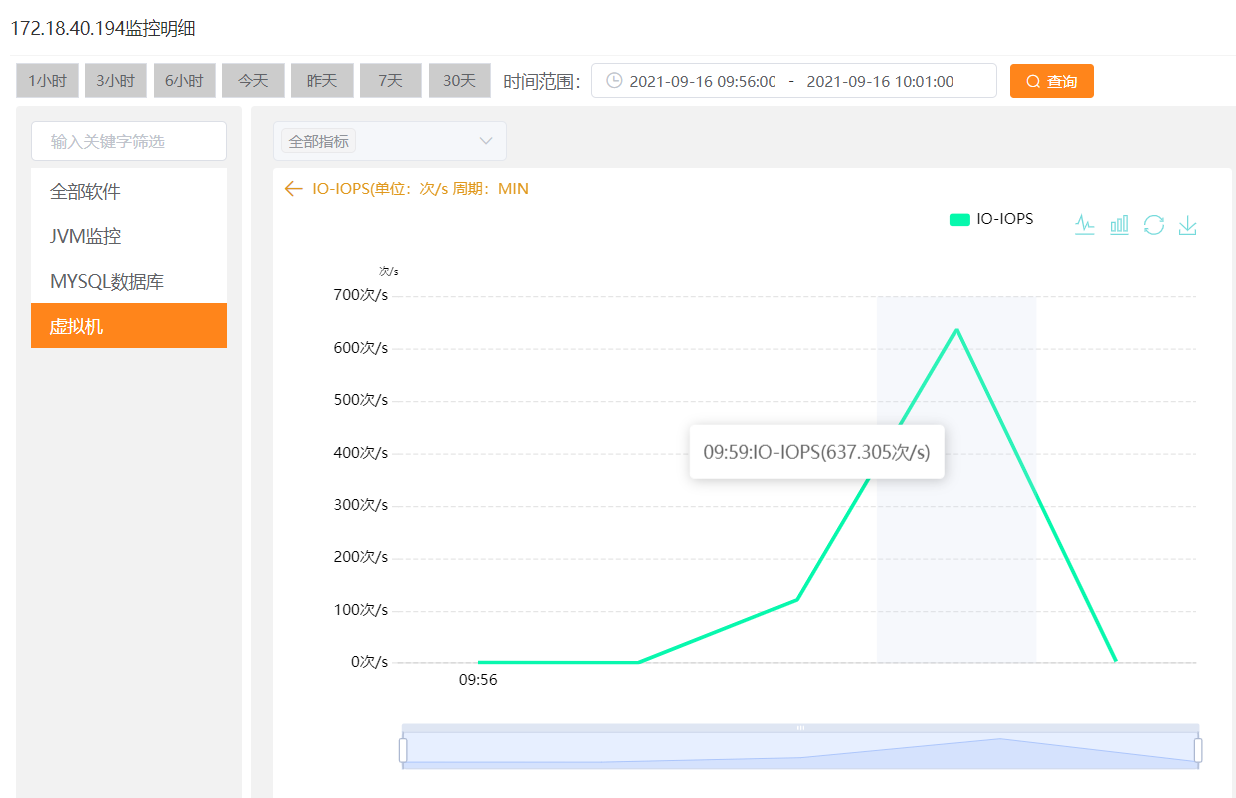 172.18.40.194监控明细
1小时 3小时 6小时 今天 昨天 7天 30天 时间范围： 2021-09-16 09:56:00 - 2021-09-16 10:01:00 查询
输入关键字筛选
全部软件
JVM监控
MYSQL数据库
虚拟机
全部指标
IO-IOPS(单位：次/s 周期：MIN
IO-IOPS
次/s
700次/s
600次/s
500次/s
400次/s
300次/s
200次/s
100次/s
0次/s
09:59:IO-IOPS(637.305次/s)
09:56